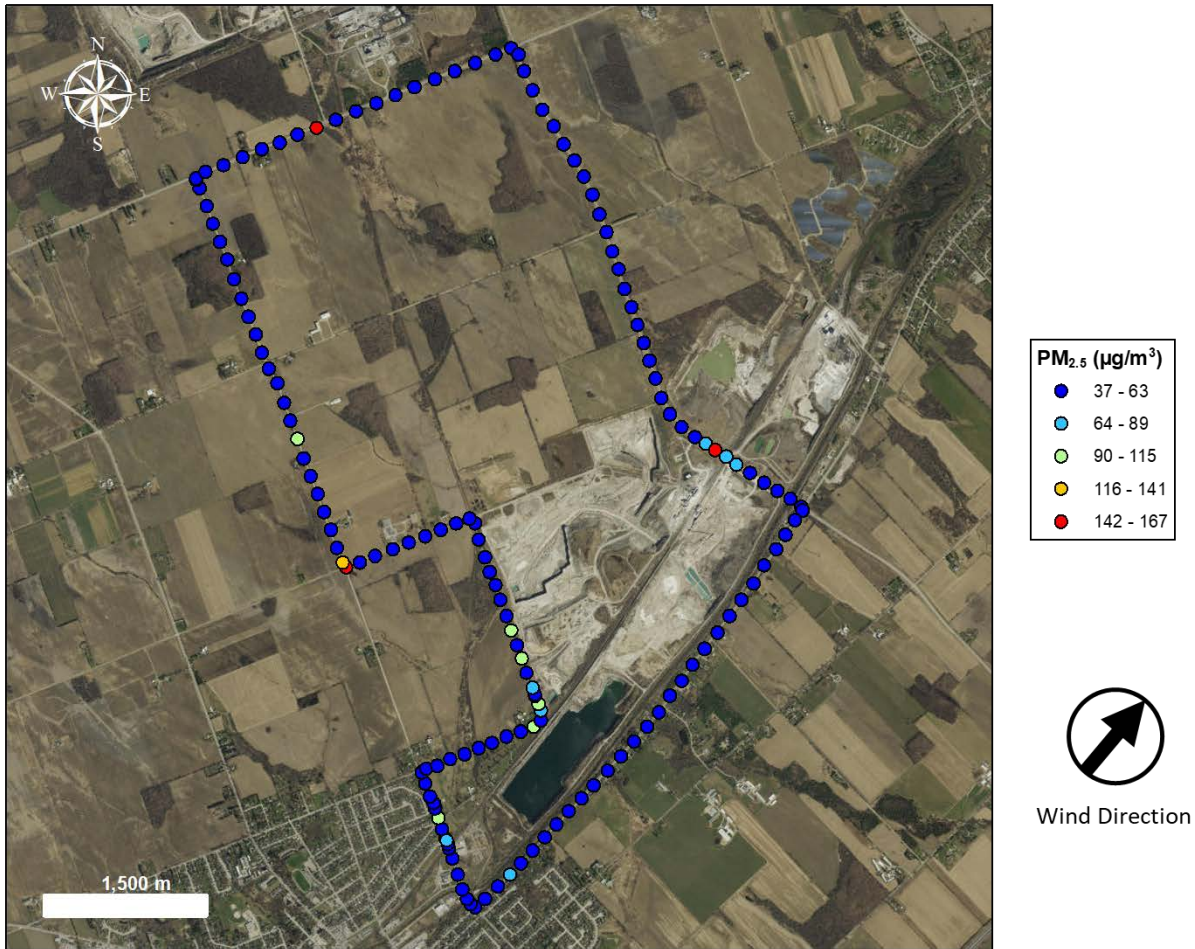 N
W E
S
PM2.5 (µg/m³)
37 - 63
64 - 89
90 - 115
116 - 141
142 - 167
Wind Direction
1,500 m